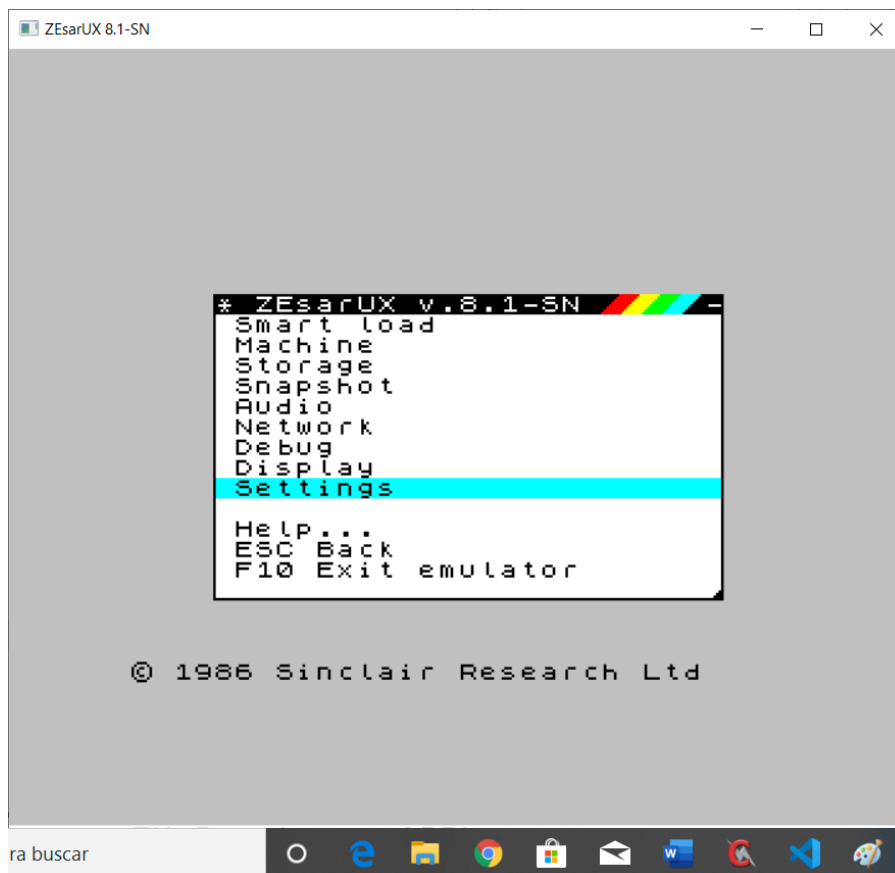 ZEsarUX 8.1-SN
* ZEsarUX v.8.1-SN -
Smart load
Machine
Storage
Snapshot
Audio
Network
Debug
Display
Settings
Help...
ESC Back
F10 Exit emulator
© 1986 Sinclair Research Ltd
ra buscar